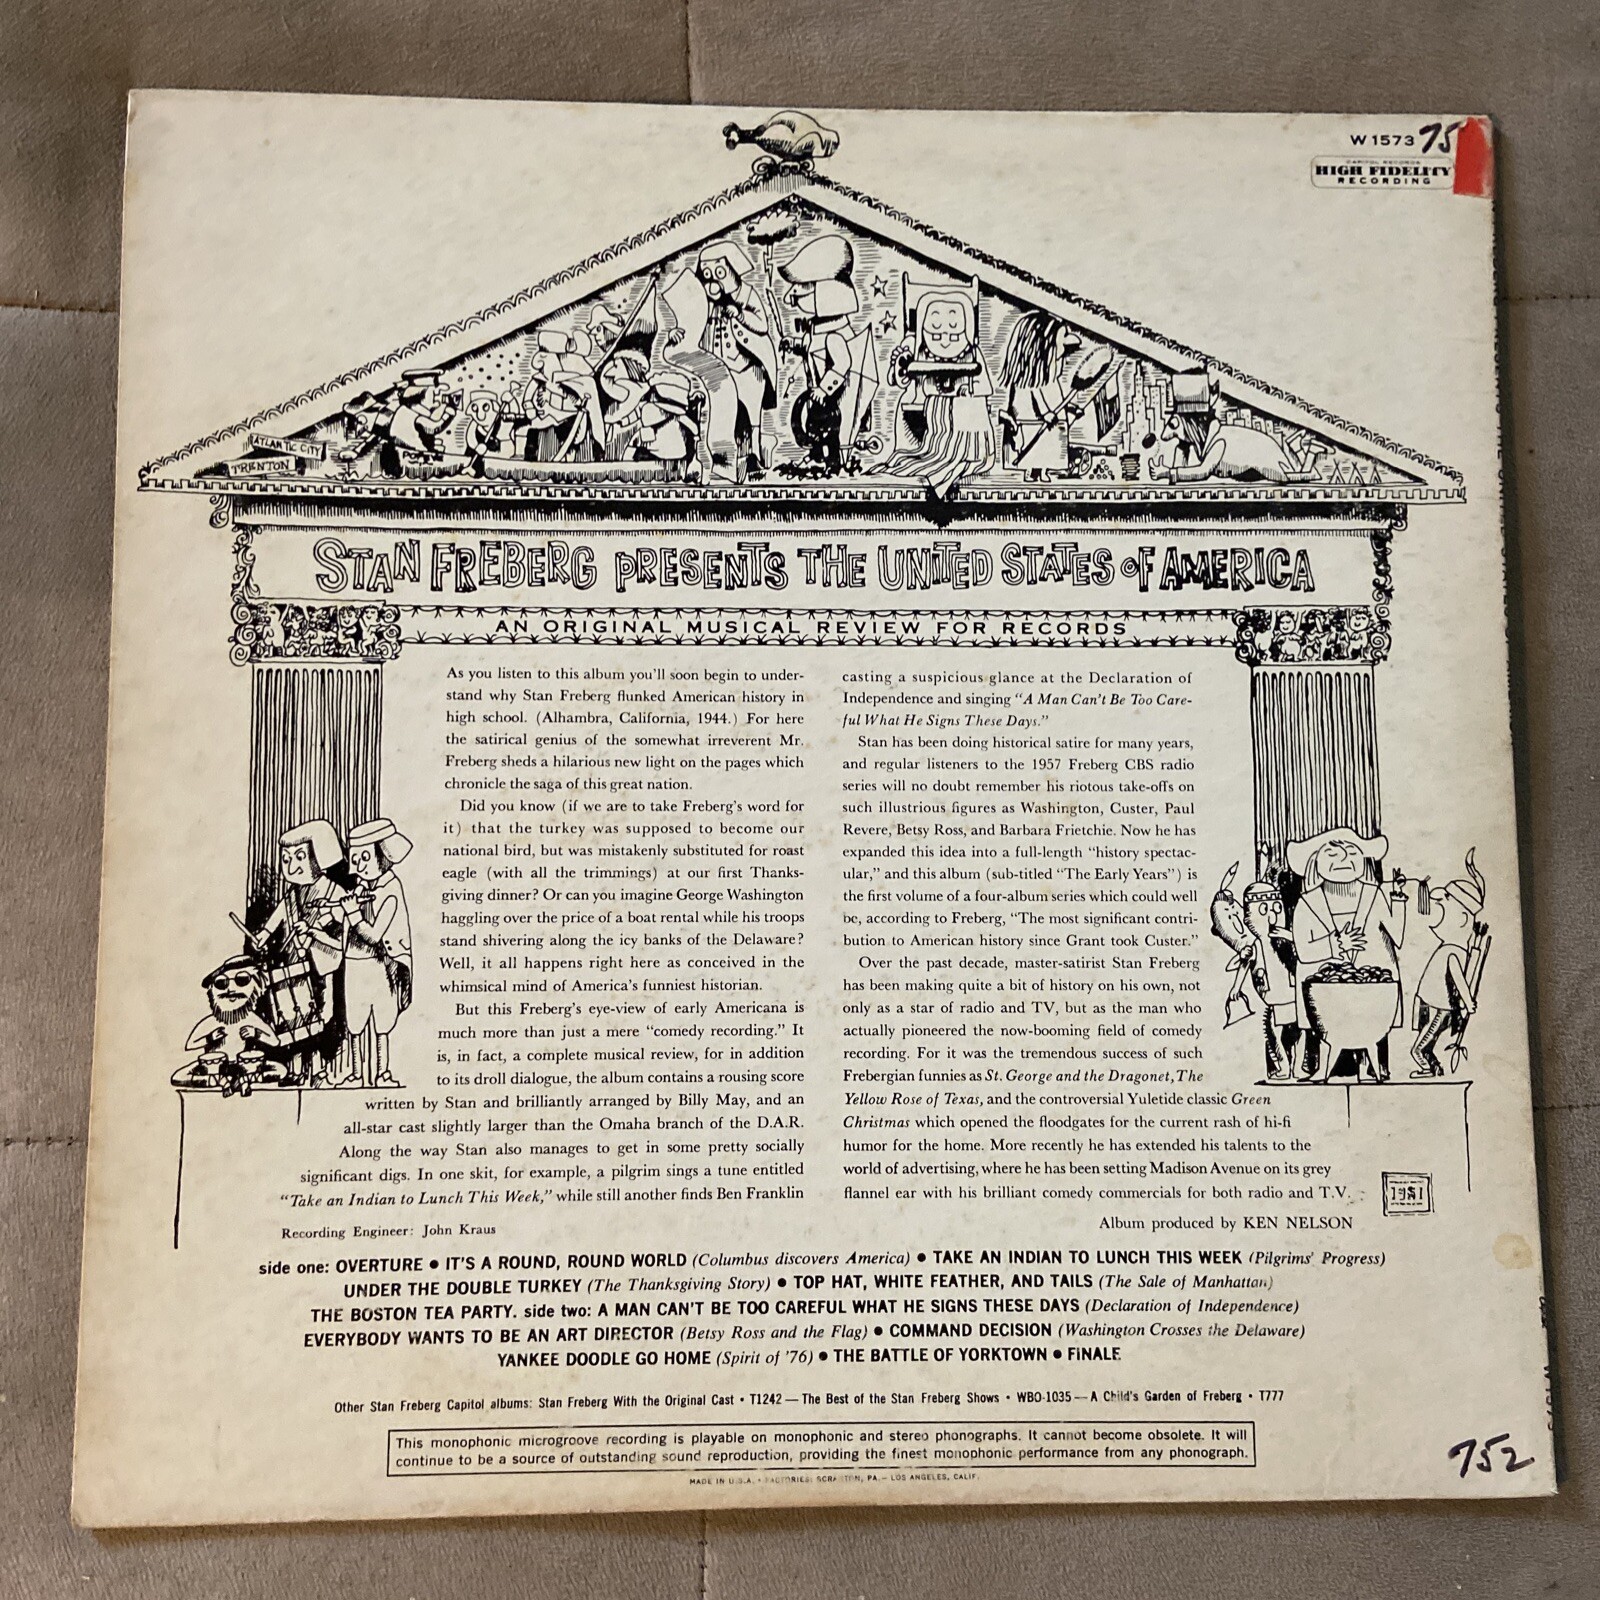 W 1573 75
CAPITOL RECORDS
HIGH FIDELITY
RECORDING
ATLANTIC CITY
TRENTON
STAN FREBERG PRESENTS THE UNITED STATES OF AMERICA
AN ORIGINAL MUSICAL REVIEW FOR RECORDS
As you listen to this album you'll soon begin to under-
stand why Stan Freberg flunked American history in
high school. (Alhambra, California, 1944.) For here
the satirical genius of the somewhat irreverent Mr.
Freberg sheds a hilarious new light on the pages which
chronicle the saga of this great nation.
Did you know (if we are to take Freberg's word for
it) that the turkey was supposed to become our
national bird, but was mistakenly substituted for roast
eagle (with all the trimmings) at our first Thanks-
giving dinner? Or can you imagine George Washington
haggling over the price of a boat rental while his troops
stand shivering along the icy banks of the Delaware?
Well, it all happens right here as conceived in the
whimsical mind of America's funniest historian.
But this Freberg's eye-view of early Americana is
much more than just a mere "comedy recording." It
is, in fact, a complete musical review, for in addition
to its droll dialogue, the album contains a rousing score
written by Stan and brilliantly arranged by Billy May, and an
all-star cast slightly larger than the Omaha branch of the D.A.R.
Along the way Stan also manages to get in some pretty socially
significant digs. In one skit, for example, a pilgrim sings a tune entitled
"Take an Indian to Lunch This Week," while still another finds Ben Franklin
casting a suspicious glance at the Declaration of
Independence and singing "A Man Can't Be Too Care-
ful What He Signs These Days."
Stan has been doing historical satire for many years,
and regular listeners to the 1957 Freberg CBS radio
series will no doubt remember his riotous take-offs on
such illustrious figures as Washington, Custer, Paul
Revere, Betsy Ross, and Barbara Frietchie. Now he has
expanded this idea into a full-length "history spectac-
ular," and this album (sub-titled "The Early Years") is
the first volume of a four-album series which could well
be, according to Freberg, "The most significant contri-
bution to American history since Grant took Custer."
Over the past decade, master-satirist Stan Freberg
has been making quite a bit of history on his own, not
only as a star of radio and TV, but as the man who
actually pioneered the now-booming field of comedy
recording. For it was the tremendous success of such
Frebergian funnies as St. George and the Dragonet, The
Yellow Rose of Texas, and the controversial Yuletide classic Green
Christmas which opened the floodgates for the current rash of hi-fi
humor for the home. More recently he has extended his talents to the
world of advertising, where he has been setting Madison Avenue on its grey
flannel ear with his brilliant comedy commercials for both radio and T.V.
Recording Engineer: John Kraus
Album produced by KEN NELSON
side one: OVERTURE • IT'S A ROUND, ROUND WORLD (Columbus discovers America) • TAKE AN INDIAN TO LUNCH THIS WEEK (Pilgrims' Progress)
UNDER THE DOUBLE TURKEY (The Thanksgiving Story) • TOP HAT, WHITE FEATHER, AND TAILS (The Sale of Manhattan)
THE BOSTON TEA PARTY. side two: A MAN CAN'T BE TOO CAREFUL WHAT HE SIGNS THESE DAYS (Declaration of Independence)
EVERYBODY WANTS TO BE AN ART DIRECTOR (Betsy Ross and the Flag) • COMMAND DECISION (Washington Crosses the Delaware)
YANKEE DOODLE GO HOME (Spirit of '76) • THE BATTLE OF YORKTOWN • FINALE
Other Stan Freberg Capitol albums: Stan Freberg With the Original Cast • T1242 — The Best of the Stan Freberg Shows • WBO-1035 — A Child's Garden of Freberg • T777
This monophonic microgroove recording is playable on monophonic and stereo phonographs. It cannot become obsolete. It will
continue to be a source of outstanding sound reproduction, providing the finest monophonic performance from any phonograph.
MADE IN U.S.A. • FACTORIES: SCRANTON, PA. – LOS ANGELES, CALIF.
752